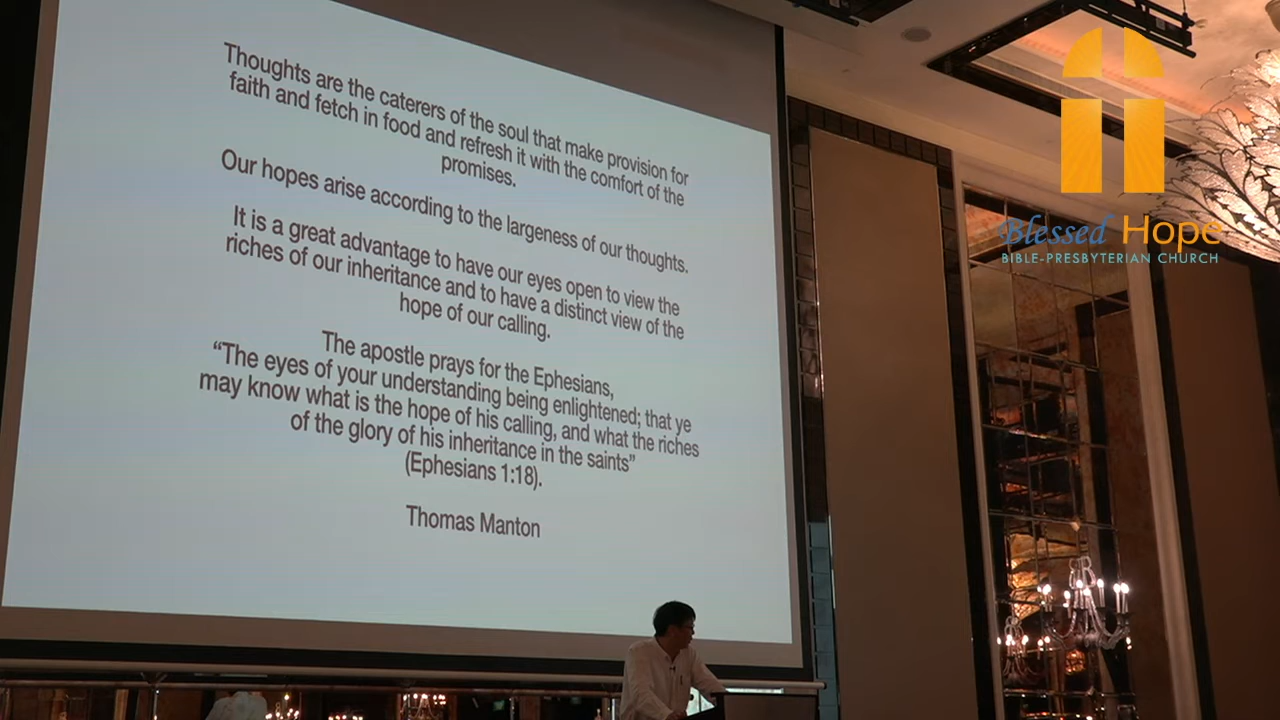 Thoughts are the caterers of the soul that make provision for
faith and fetch in food and refresh it with the comfort of the
promises.
Our hopes arise according to the largeness of our thoughts.
It is a great advantage to have our eyes open to view the
riches of our inheritance and to have a distinct view of the
hope of our calling.
The apostle prays for the Ephesians,
“The eyes of your understanding being enlightened; that ye
may know what is the hope of his calling, and what the riches
of the glory of his inheritance in the saints”
(Ephesians 1:18).
Thomas Manton
Blessed Hope
BIBLE-PRESBYTERIAN CHURCH